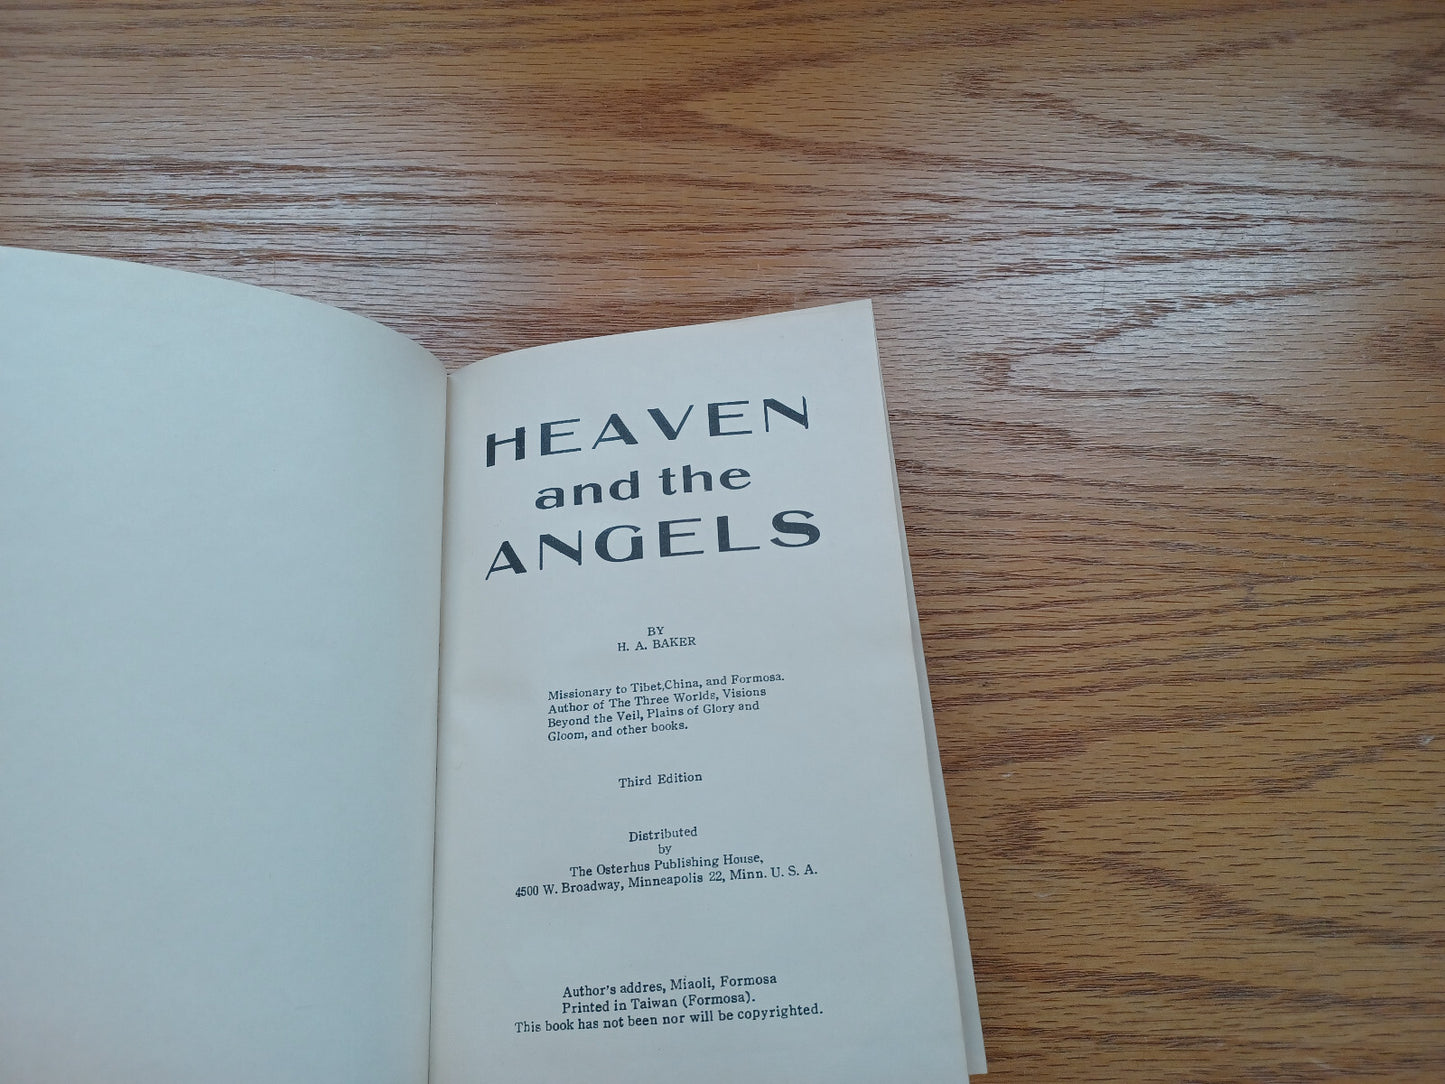 HEAVEN
and the
ANGELS
BY
H. A. BAKER
Missionary to Tibet,China, and Formosa.
Author of The Three Worlds, Visions
Beyond the Veil, Plains of Glory and
Gloom, and other books.
Third Edition
Distributed
by
The Osterhus Publishing House,
4500 W. Broadway, Minneapolis 22, Minn. U. S. A.
Author's addres, Miaoli, Formosa
Printed in Taiwan (Formosa).
This book has not been nor will be copyrighted.